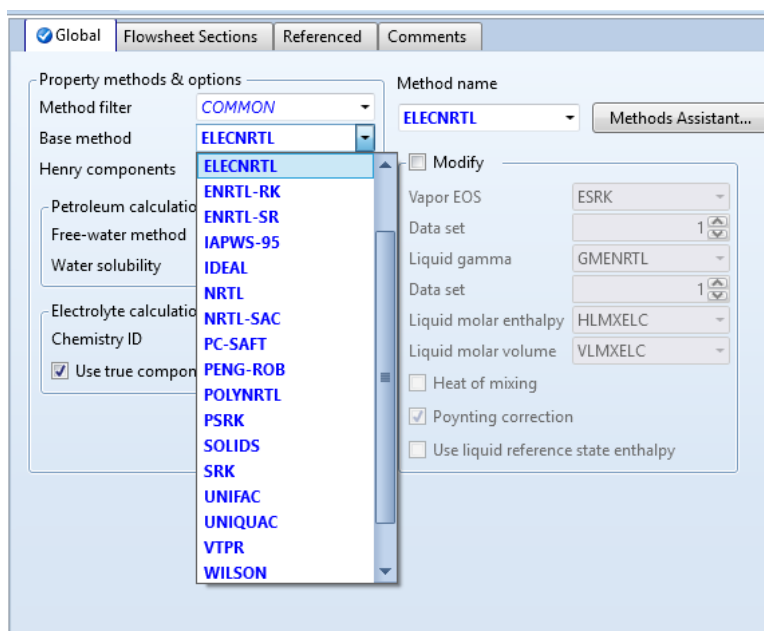 Global Flowsheet Sections Referenced Comments
Property methods & options
Method filter COMMON
Base method ELECNRTL
Henry components
Petroleum calculatio
Free-water method
Water solubility
Electrolyte calculatio
Chemistry ID
Use true compon
ELECNRTL
ENRTL-RK
ENRTL-SR
IAPWS-95
IDEAL
NRTL
NRTL-SAC
PC-SAFT
PENG-ROB
POLYNRTL
PSRK
SOLIDS
SRK
UNIFAC
UNIQUAC
VTPR
WILSON
Method name
ELECNRTL Methods Assistant...
Modify
Vapor EOS ESRK
Data set 1
Liquid gamma GMENRTL
Data set 1
Liquid molar enthalpy HLMXELC
Liquid molar volume VLMXELC
Heat of mixing
Poynting correction
Use liquid reference state enthalpy